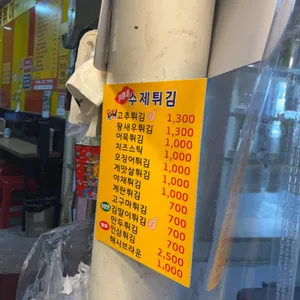 수제튀김
고추튀김 1,300
왕새우튀김 1,300
어묵튀김 1,000
치즈스틱 1,000
오징어튀김 1,000
게맛살튀김 1,000
야채튀김 1,000
계란튀김 700
고구마튀김 700
김말이튀김 700
만두튀김 700
인삼튀김 2,500
해시브라운 1,000